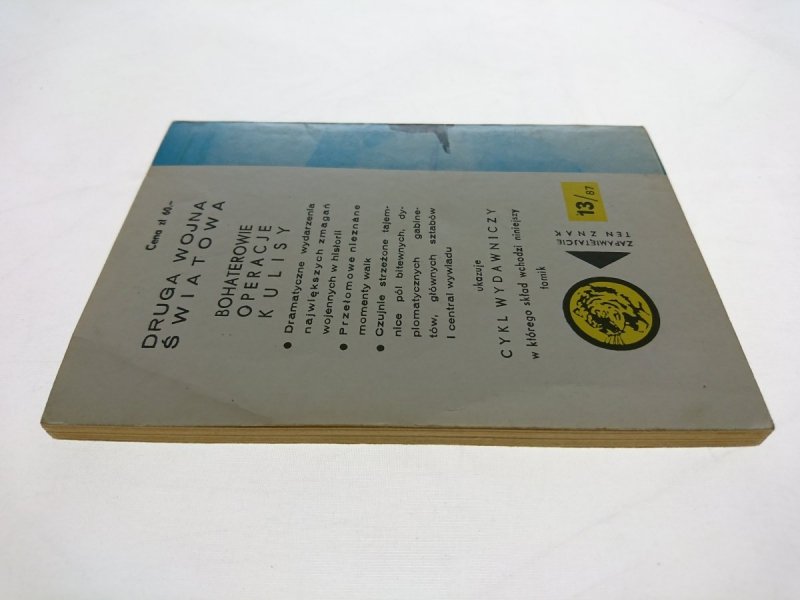 Cena zł 60.-
DRUGA WOJNA
ŚWIATOWA
BOHATEROWIE
OPERACJE
KULISY
● Dramatyczne wydarzenia
największych zmagań
wojennych w historii
● Przełomowe nieznane
momenty walk
● Czujnie strzeżone tajem-
nice pól bitewnych, dy-
plomatycznych gabine-
tów, głównych sztabów
i central wywiadu
ukazuje
CYKL WYDAWNICZY
w którego skład wchodzi niniejszy
tomik
13/87
ZAPAMIĘTAJCIE
TEN ZNAK